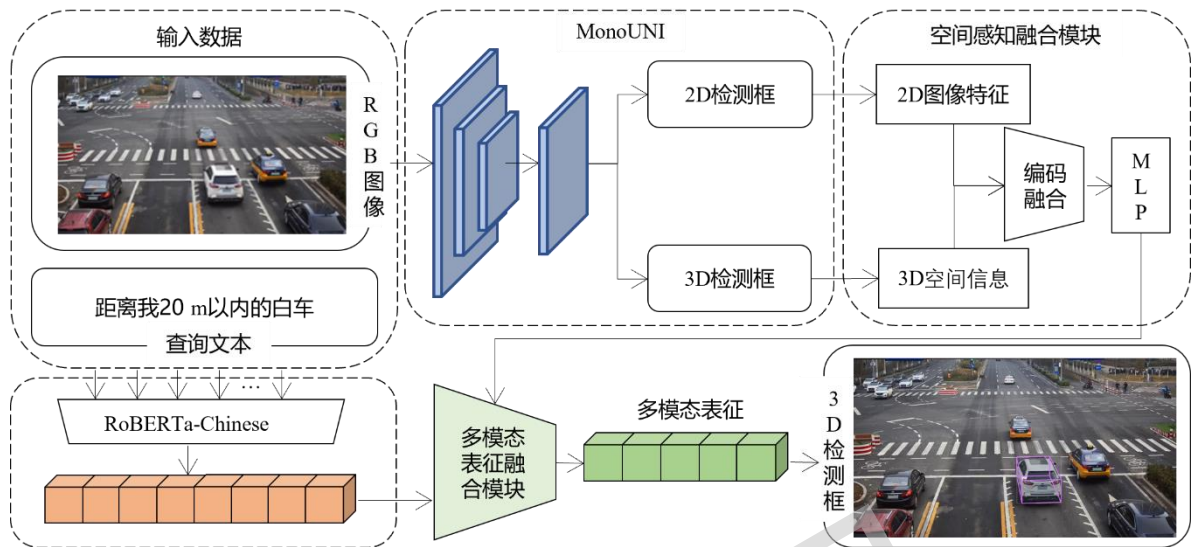 输入数据
RGB图像
距离我20 m以内的白车
查询文本
MonoUNI
2D检测框
3D检测框
空间感知融合模块
2D图像特征
编码
融合
MLP
3D空间信息
...
RoBERTa-Chinese
多模态
表征融
合模块
多模态表征
3D检测框